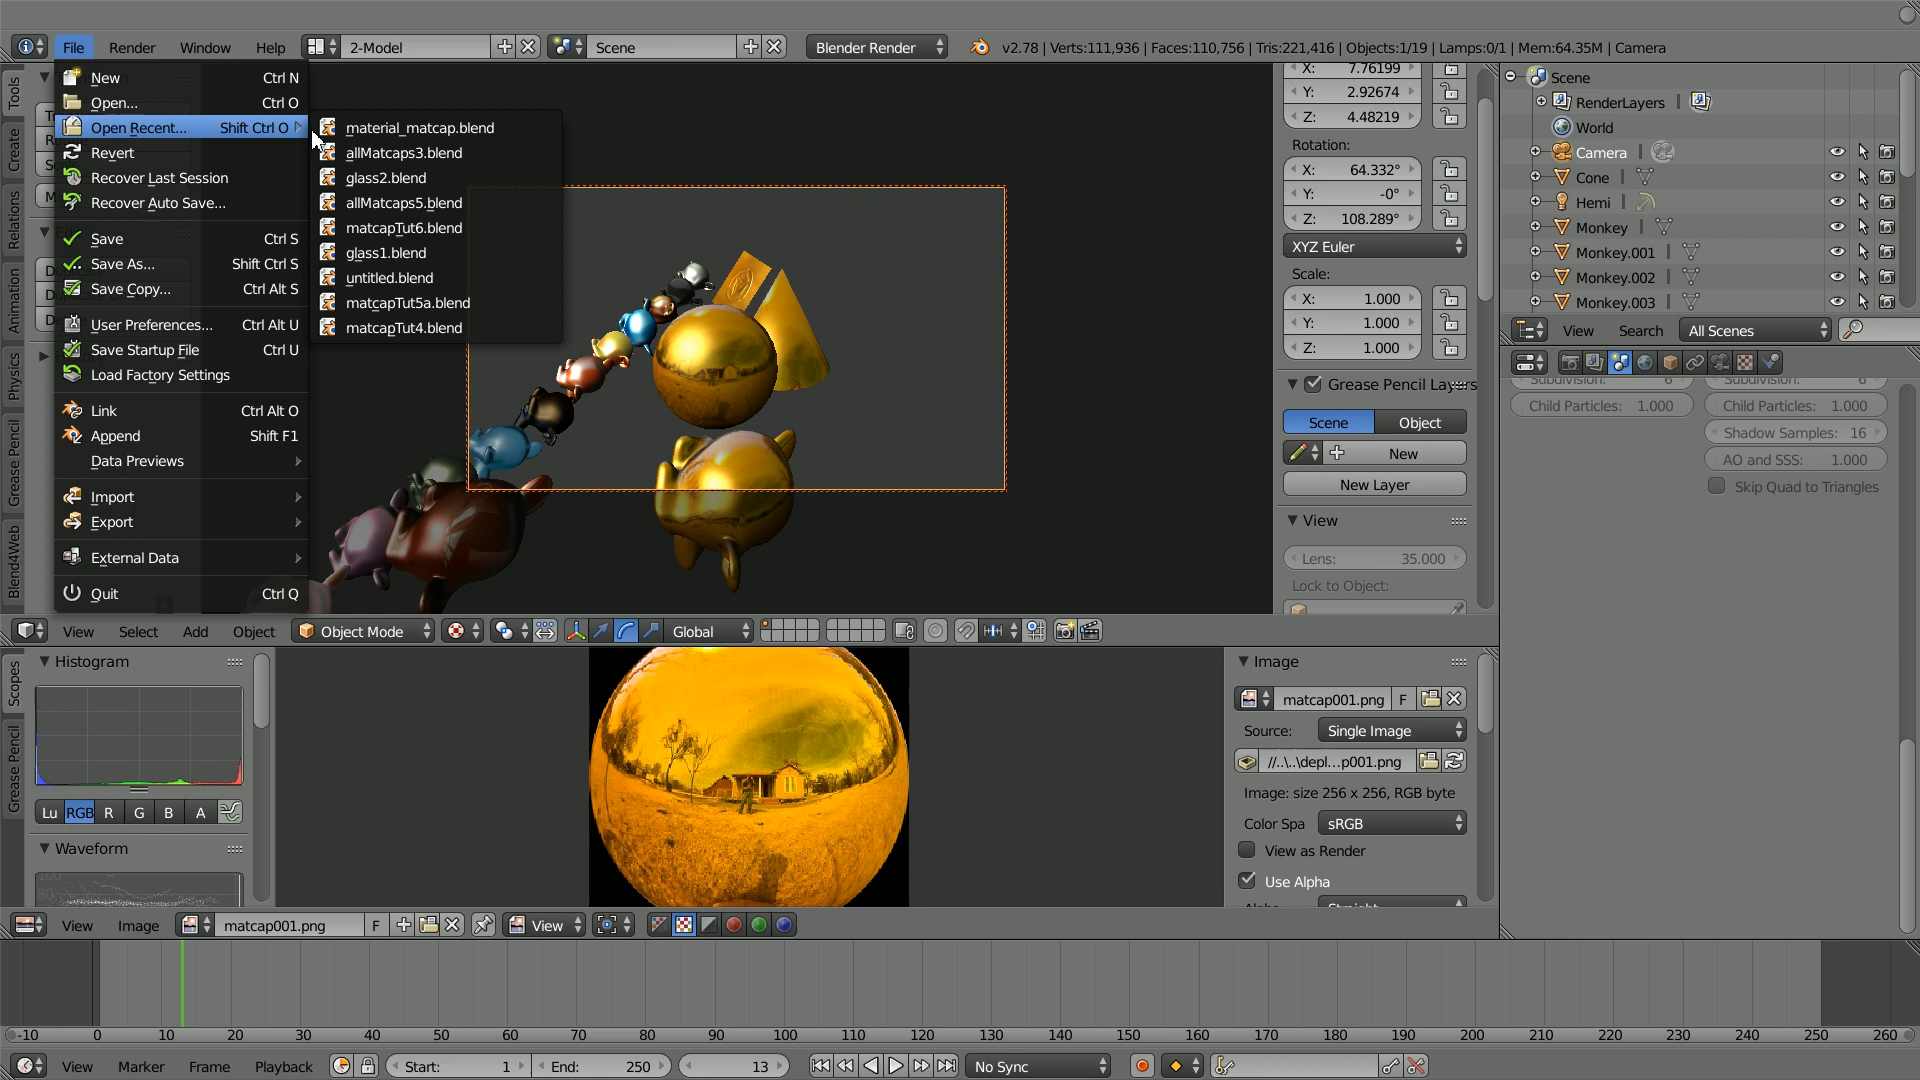 File Render Window Help 2-Model Scene Blender Render v2.78 | Verts:111,936 | Faces:110,756 | Tris:221,416 | Objects:1/19 | Lamps:0/1 | Mem:64.35M | Camera
Tools
Create
Relations
Animation
Physics
Grease Pencil
Blend4Web
New Ctrl N
Open... Ctrl O
Open Recent... Shift Ctrl O
Revert
Recover Last Session
Recover Auto Save...
Save Ctrl S
Save As... Shift Ctrl S
Save Copy... Ctrl Alt S
User Preferences... Ctrl Alt U
Save Startup File Ctrl U
Load Factory Settings
Link Ctrl Alt O
Append Shift F1
Data Previews
Import
Export
External Data
Quit Ctrl Q
material_matcap.blend
allMatcaps3.blend
glass2.blend
allMatcaps5.blend
matcapTut6.blend
glass1.blend
untitled.blend
matcapTut5a.blend
matcapTut4.blend
X: 7.76199
Y: 2.92674
Z: 4.48219
Rotation:
X: 64.332°
Y: -0°
Z: 108.289°
XYZ Euler
Scale:
X: 1.000
Y: 1.000
Z: 1.000
Grease Pencil Layers
Scene Object
New
New Layer
View
Lens: 35.000
Lock to Object:
Scene
RenderLayers
World
Camera
Cone
Hemi
Monkey
Monkey.001
Monkey.002
Monkey.003
View Search All Scenes
Subdivision: 6 Subdivision: 6
Child Particles: 1.000 Child Particles: 1.000
Shadow Samples: 16
AO and SSS: 1.000
Skip Quad to Triangles
View Select Add Object Object Mode Global
Scopes
Grease Pencil
Histogram
Lu RGB R G B A
Waveform
Image
matcap001.png F
Source: Single Image
//..\..\depl...p001.png
Image: size 256 x 256, RGB byte
Color Spa sRGB
View as Render
Use Alpha
View Image matcap001.png F View
-10 0 10 20 30 40 50 60 70 80 90 100 110 120 130 140 150 160 170 180 190 200 210 220 230 240 250 260
View Marker Frame Playback Start: 1 End: 250 13 No Sync